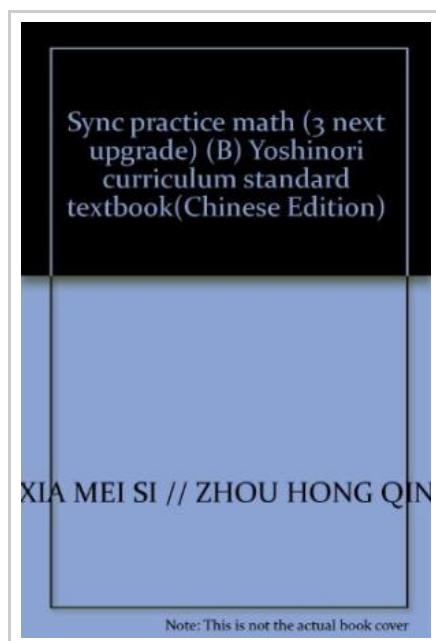 Sync practice math (3 next
upgrade) (B) Yoshinori
curriculum standard
textbook(Chinese Edition)
XIA MEI SI // ZHOU HONG QIN
Note: This is not the actual book cover